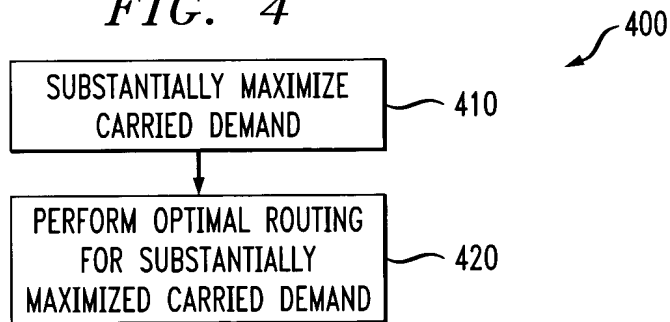 FIG. 4
400
SUBSTANTIALLY MAXIMIZE
CARRIED DEMAND
410
PERFORM OPTIMAL ROUTING
FOR SUBSTANTIALLY
MAXIMIZED CARRIED DEMAND
420